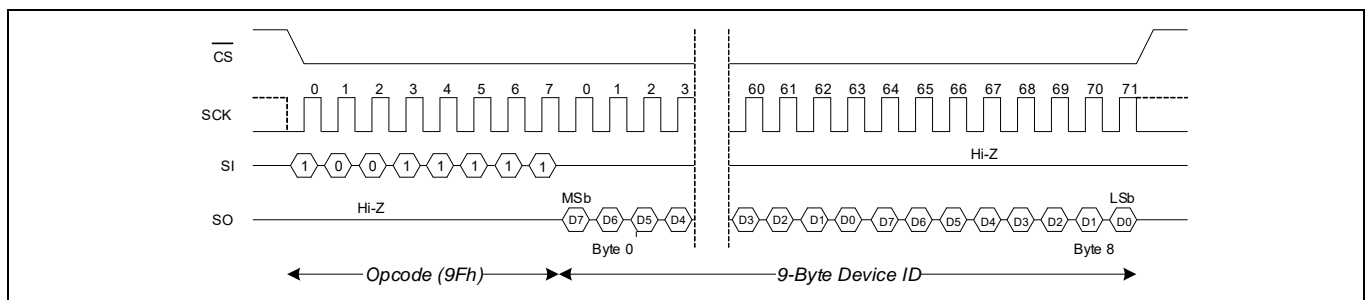 CS
0 1 2 3 4 5 6 7 0 1 2 3 60 61 62 63 64 65 66 67 68 69 70 71
SCK
Hi-Z
SI 1 0 0 1 1 1 1 1
Hi-Z MSb LSb
SO D7 D6 D5 D4 D3 D2 D1 D0 D7 D6 D5 D4 D3 D2 D1 D0
Byte 0 Byte 8
Opcode (9Fh) 9-Byte Device ID